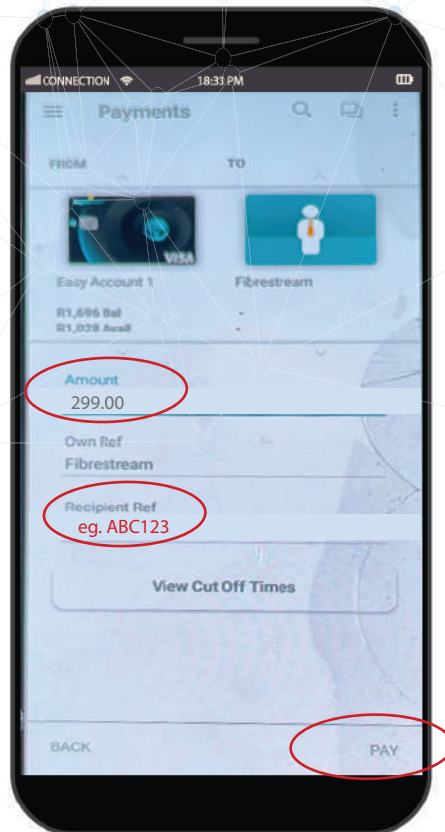 CONNECTION 18:33 PM
Payments
FROM TO
VISA
Easy Account 1 Fibrestream
R1,696 Bal -
R1,028 Avail -
Amount
299.00
Own Ref
Fibrestream
Recipient Ref
eg. ABC123
View Cut Off Times
BACK PAY